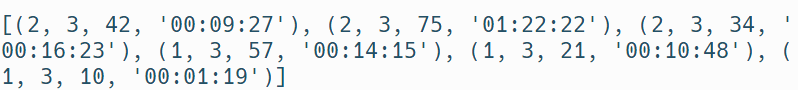 [(2, 3, 42, '00:09:27'), (2, 3, 75, '01:22:22'), (2, 3, 34, '
00:16:23'), (1, 3, 57, '00:14:15'), (1, 3, 21, '00:10:48'), (
1, 3, 10, '00:01:19')]